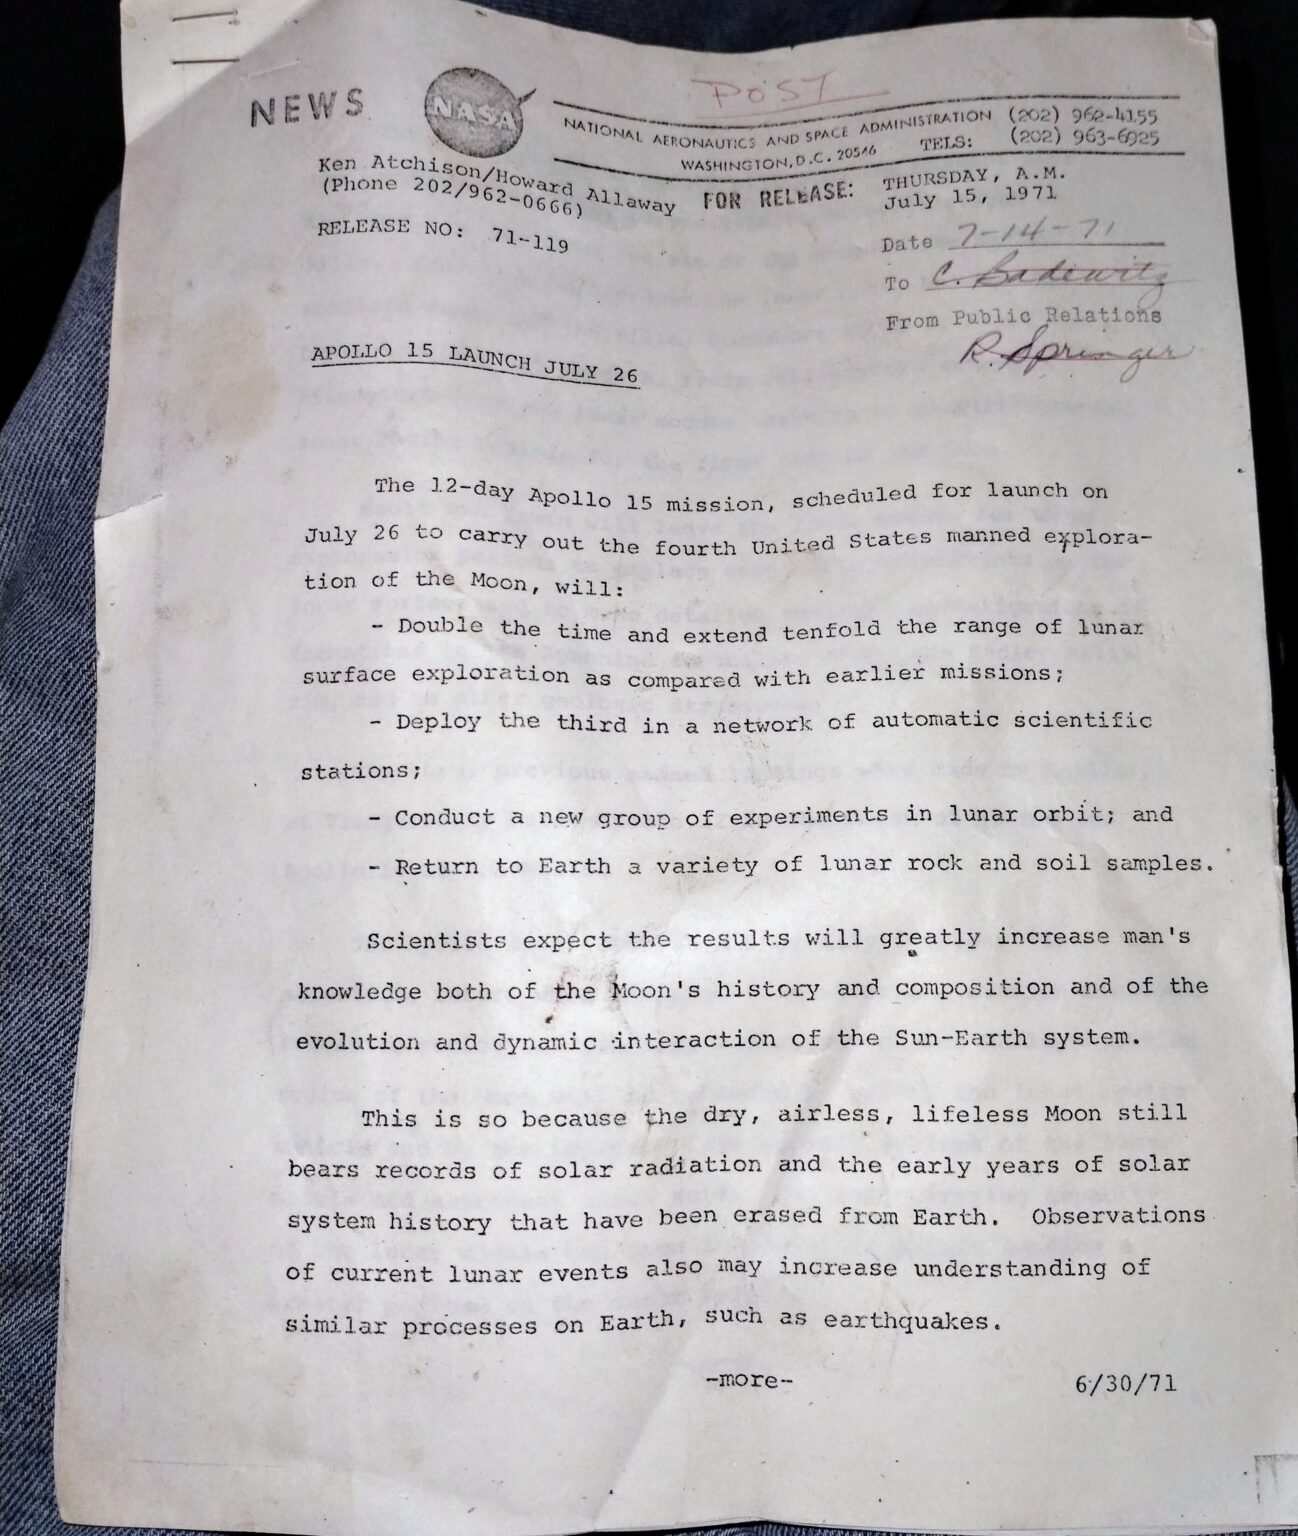 POST
NEWS
NASA
NATIONAL AERONAUTICS AND SPACE ADMINISTRATION (202) 962-4155
WASHINGTON, D.C. 20546 TELS: (202) 963-6925
Ken Atchison/Howard Allaway
(Phone 202/962-0666)
FOR RELEASE: THURSDAY, A.M.
July 15, 1971
RELEASE NO: 71-119
Date 7-14-71
To C. Badewitz
From Public Relations
R. Springer
APOLLO 15 LAUNCH JULY 26
The 12-day Apollo 15 mission, scheduled for launch on
July 26 to carry out the fourth United States manned explora-
tion of the Moon, will:
- Double the time and extend tenfold the range of lunar
surface exploration as compared with earlier missions;
- Deploy the third in a network of automatic scientific
stations;
- Conduct a new group of experiments in lunar orbit; and
- Return to Earth a variety of lunar rock and soil samples.
Scientists expect the results will greatly increase man's
knowledge both of the Moon's history and composition and of the
evolution and dynamic interaction of the Sun-Earth system.
This is so because the dry, airless, lifeless Moon still
bears records of solar radiation and the early years of solar
system history that have been erased from Earth. Observations
of current lunar events also may increase understanding of
similar processes on Earth, such as earthquakes.
-more-
6/30/71